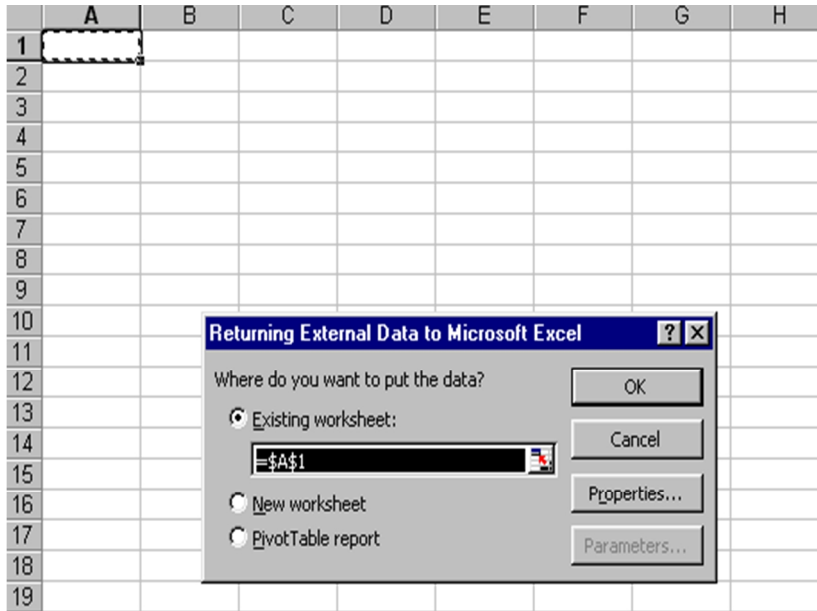 A B C D E F G H
1
2
3
4
5
6
7
8
9
10
Returning External Data to Microsoft Excel ?
11
12
Where do you want to put the data?
OK
13
Existing worksheet:
14
Cancel
=$A$1
15
16
New worksheet
Properties...
17
PivotTable report
Parameters...
18
19